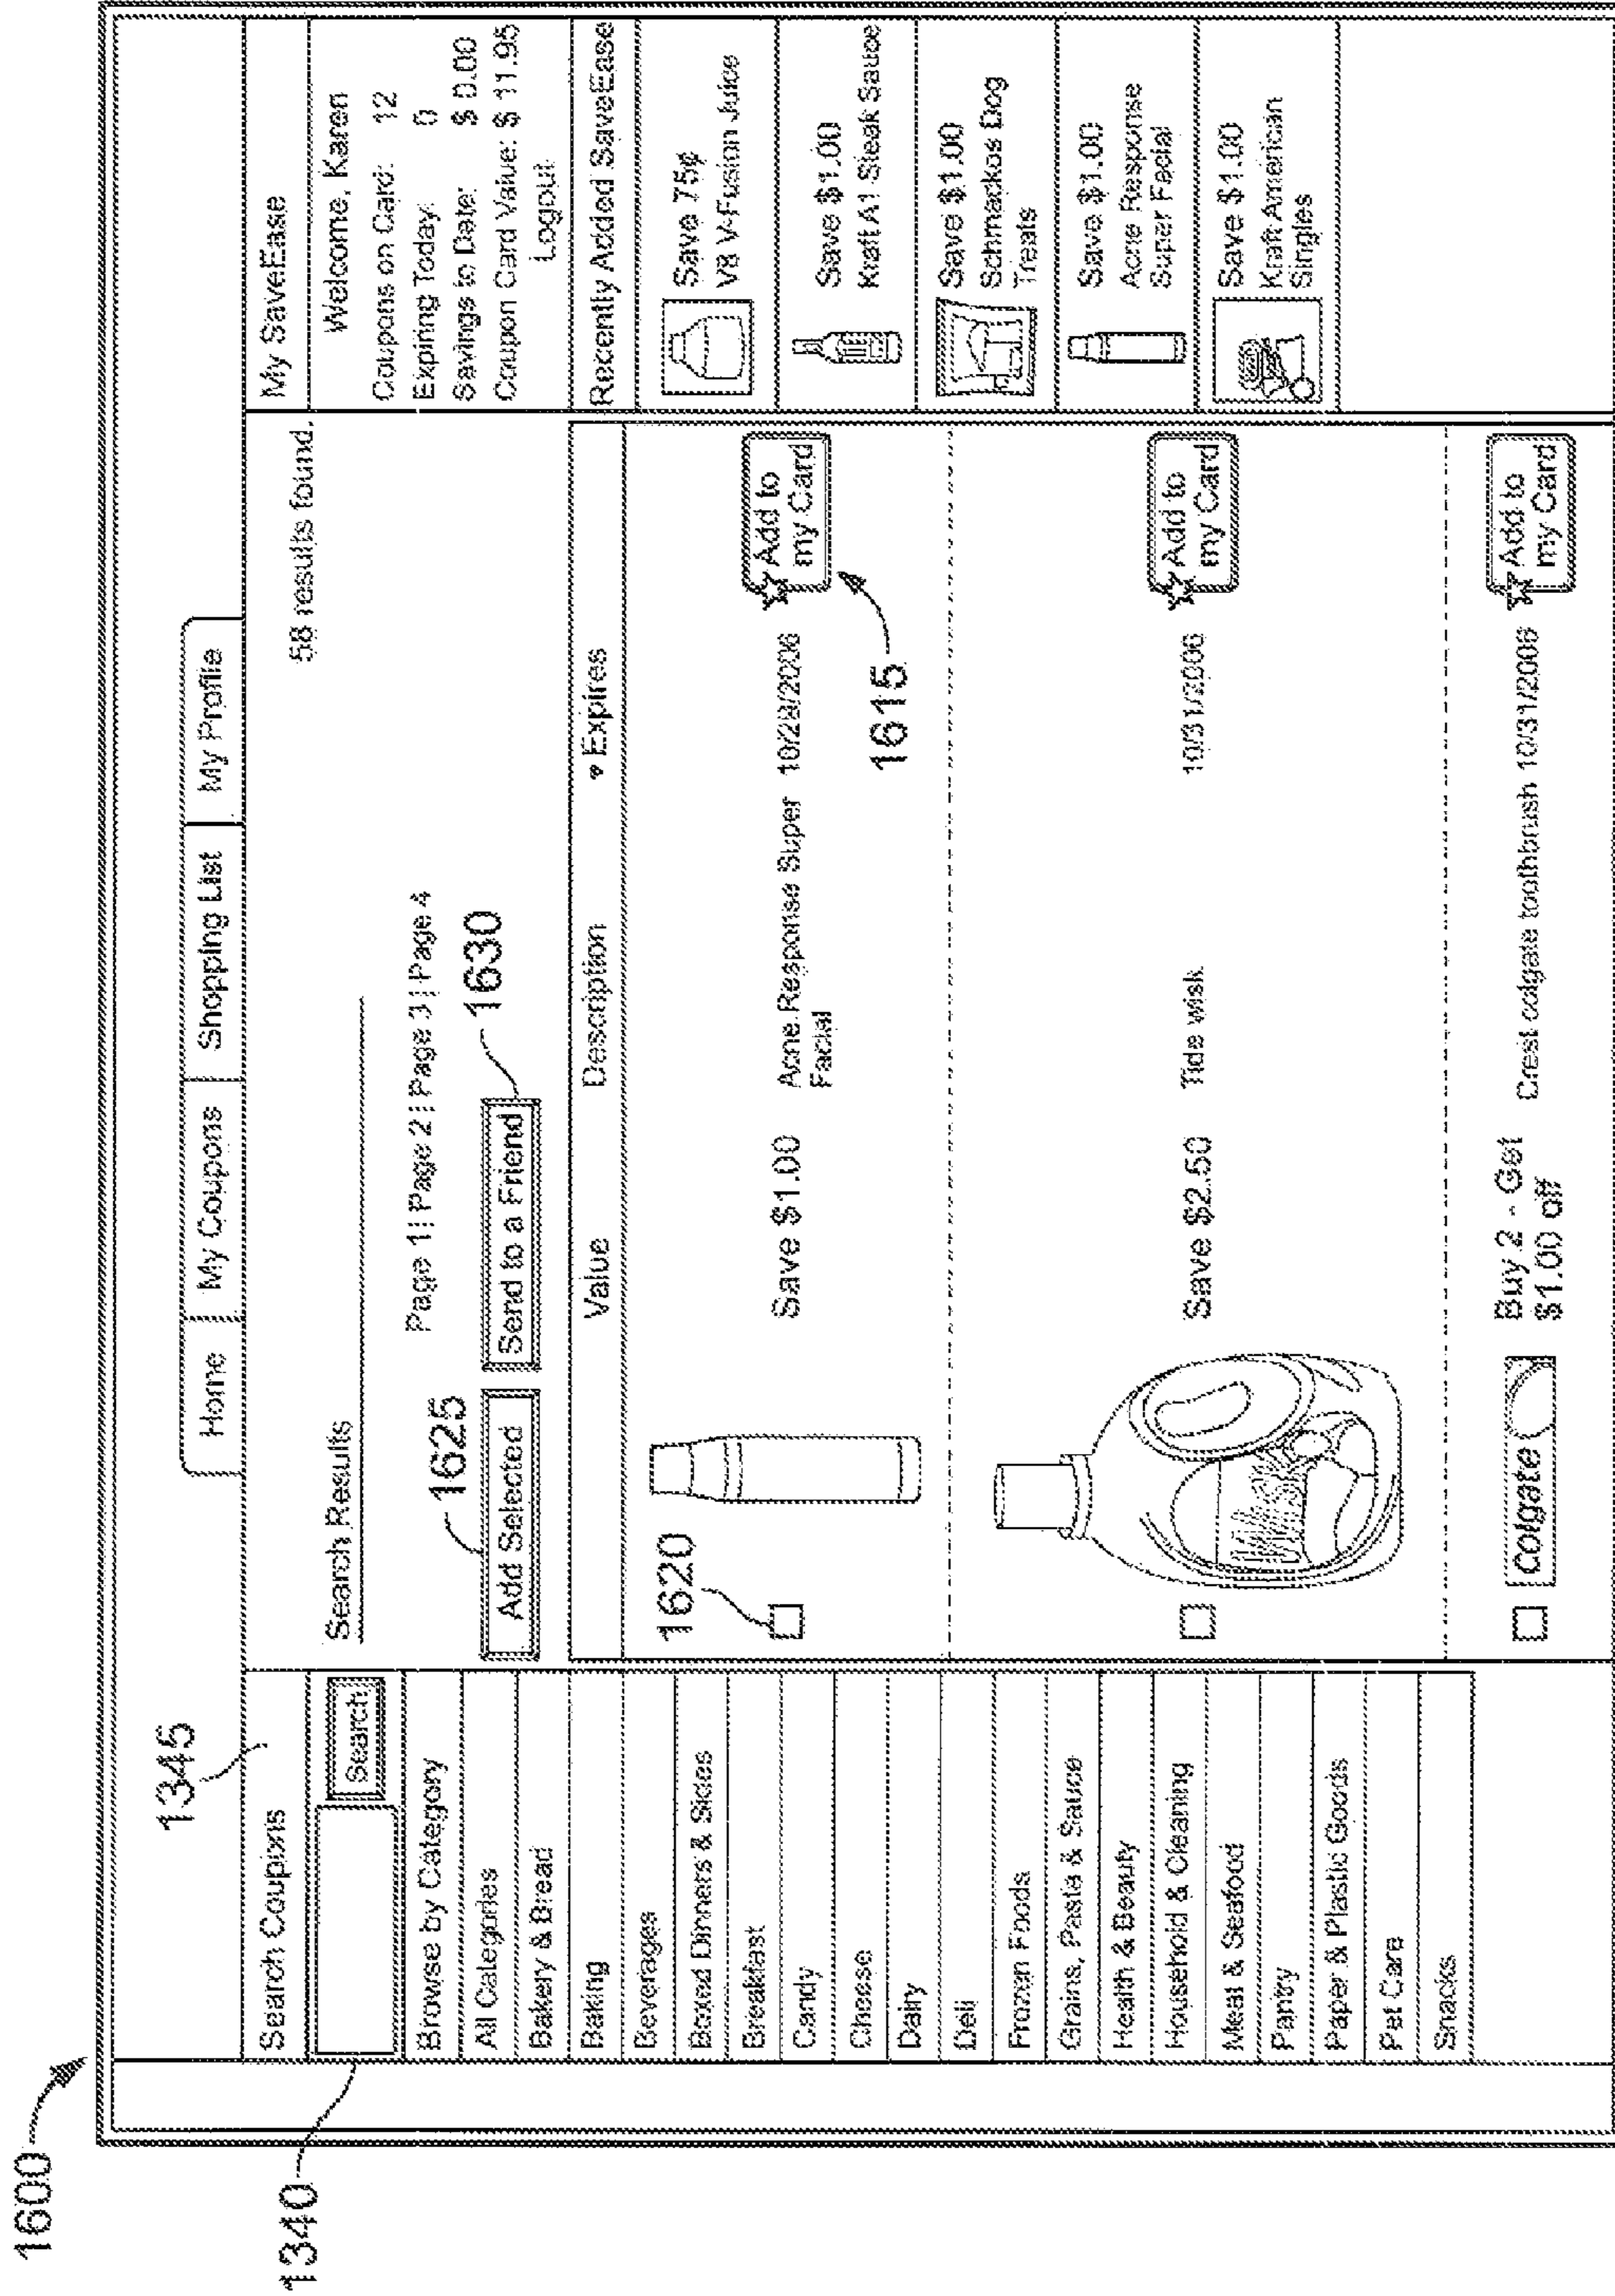 1600
1345
1340
Home
My Coupons
Shopping List
My Profile
Search Coupons
Search
Browse by Category
All Categories
Bakery & Bread
Baking
Beverages
Boxed Dinners & Sides
Breakfast
Candy
Cheese
Dairy
Deli
Frozen Foods
Grains, Pasta & Sauce
Health & Beauty
Household & Cleaning
Meat & Seafood
Pantry
Paper & Plastic Goods
Pet Care
Snacks
Search Results
58 results found.
Page 1 | Page 2 | Page 3 | Page 4
1625
1630
Add Selected
Send to a Friend
Value
Description
Expires
1620
Save $1.00
Acne Response Super
Facial
10/28/2006
Add to
my Card
1615
Wisk
Save $2.50
Tide wisk
10/31/2006
Add to
my Card
Colgate
Buy 2 - Get
$1.00 off
Crest colgate toothbrush
10/31/2006
Add to
my Card
My SaveEase
Welcome, Karen
Coupons on Card: 12
Expiring Today: 0
Savings to Date: $ 0.00
Coupon Card Value: $ 11.95
Logout
Recently Added SaveEase
Save 75¢
V8 V-Fusion Juice
Save $1.00
Kraft A1 Steak Sauce
Save $1.00
Schmackos Dog
Treats
Save $1.00
Acne Response
Super Facial
Save $1.00
Kraft American
Singles